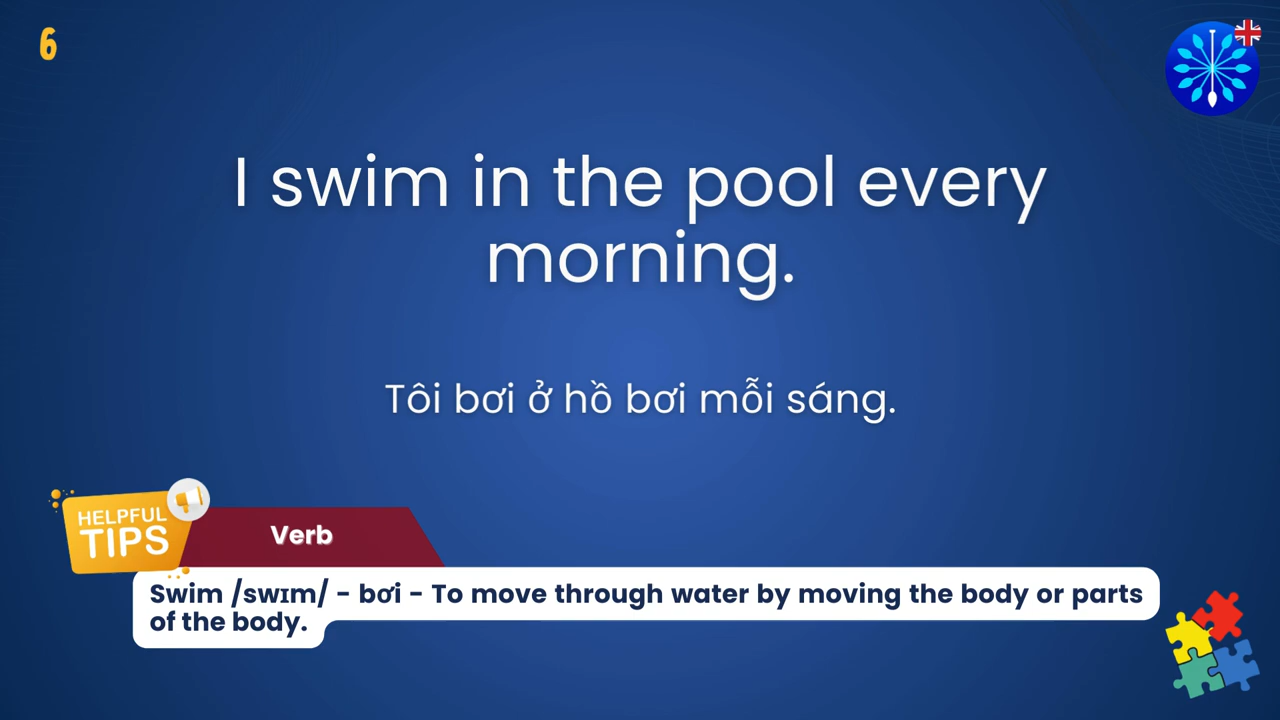 6
I swim in the pool every
morning.
Tôi bơi ở hồ bơi mỗi sáng.
HELPFUL
TIPS
Verb
Swim /swɪm/ - bơi - To move through water by moving the body or parts
of the body.